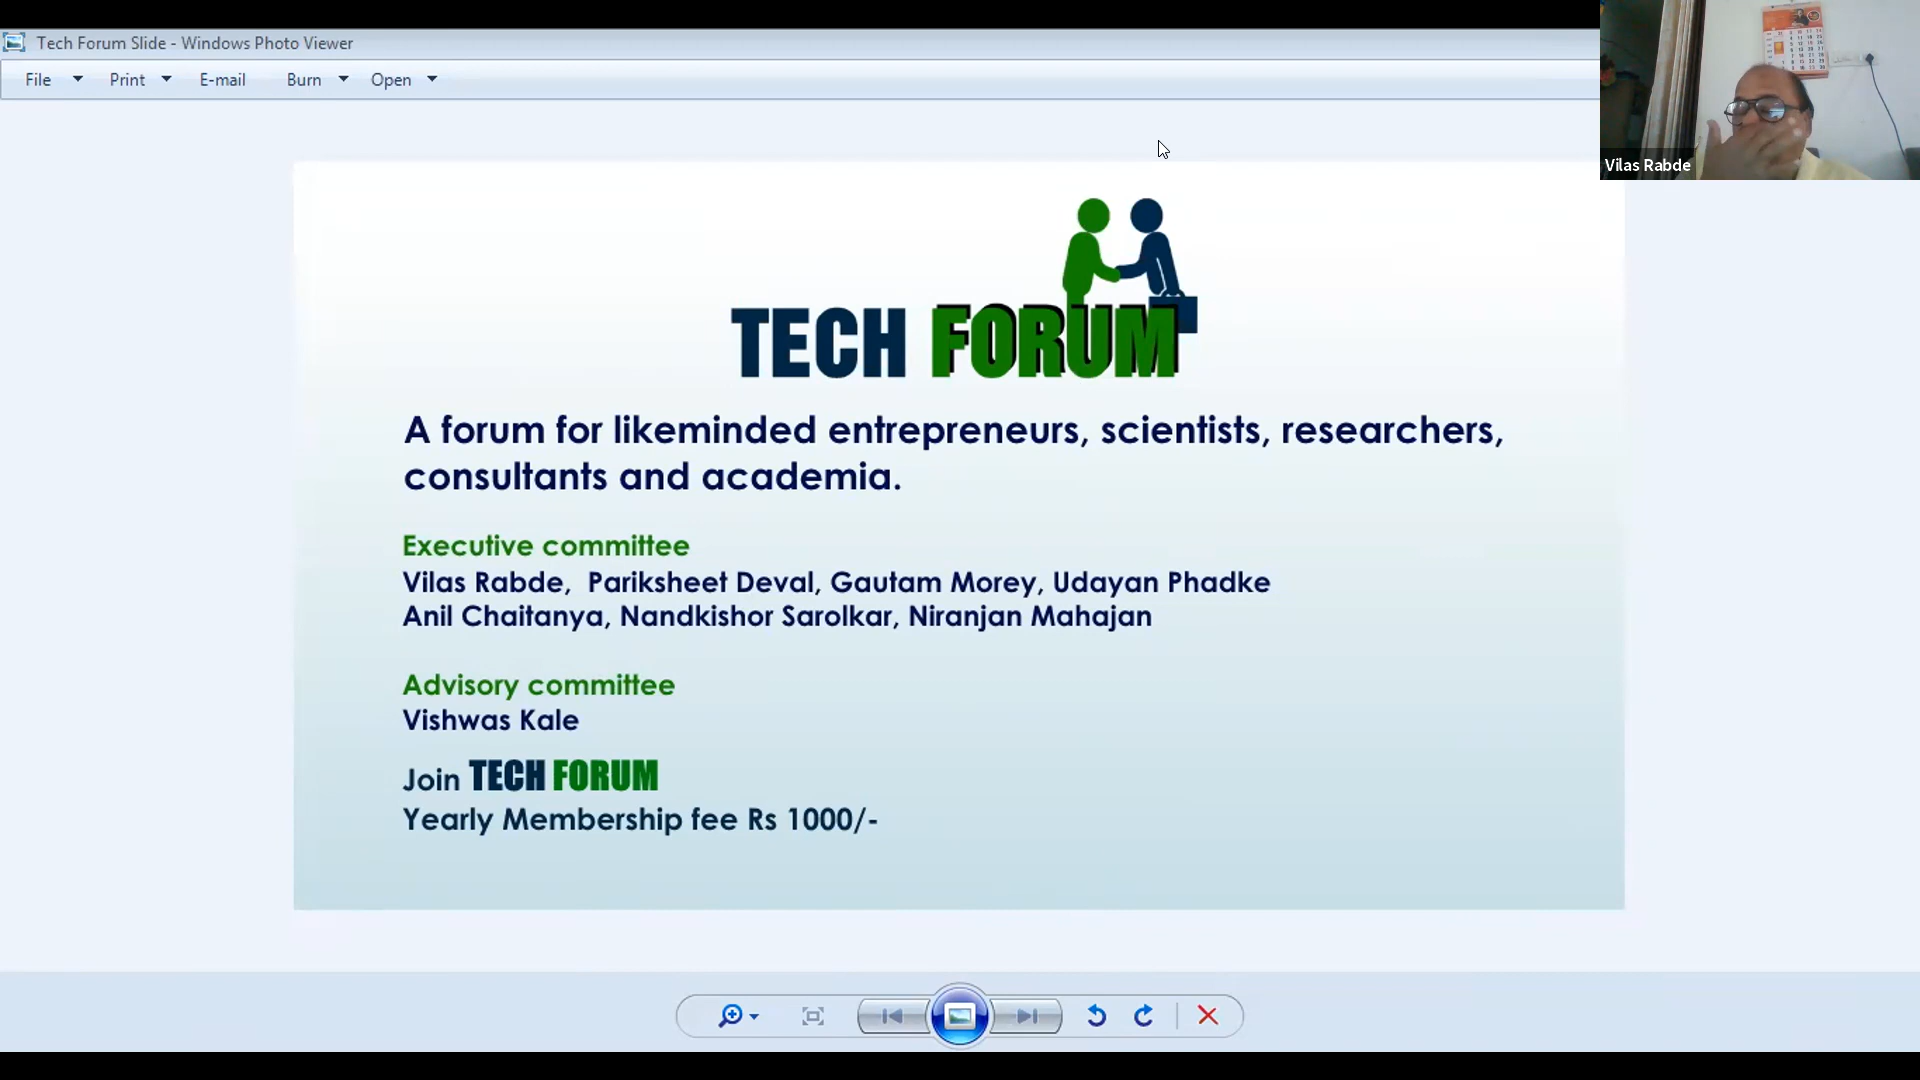 Tech Forum Slide - Windows Photo Viewer
File Print E-mail Burn Open
Vilas Rabde
TECH FORUM
A forum for likeminded entrepreneurs, scientists, researchers,
consultants and academia.
Executive committee
Vilas Rabde, Pariksheet Deval, Gautam Morey, Udayan Phadke
Anil Chaitanya, Nandkishor Sarolkar, Niranjan Mahajan
Advisory committee
Vishwas Kale
Join TECH FORUM
Yearly Membership fee Rs 1000/-